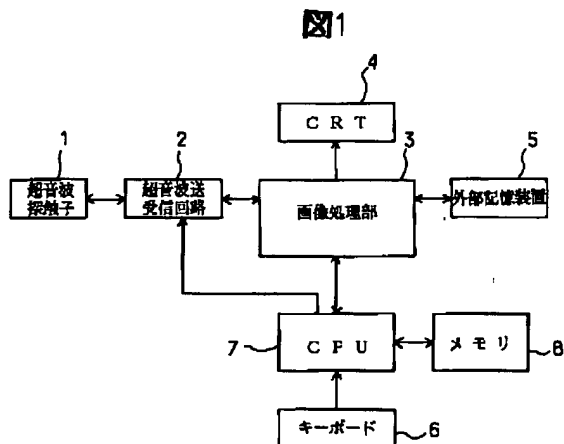 図1
4
C R T
1
2
3
5
超音波
探触子
超音波送
受信回路
画像処理部
外部記憶装置
7
C P U
メモリ
8
キーボード
6